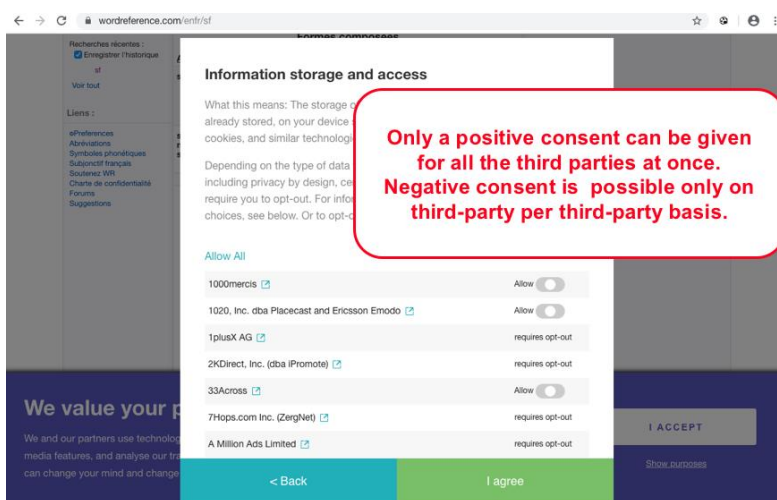 wordreference.com/enfr/sf
Formes composées
Recherches récentes :
Enregistrer l'historique
sf
Voir tout
Liens :
Preferences
Abréviations
Symboles phonétiques
Subjonctif français
Soutenez WR
Charte de confidentialité
Forums
Suggestions
Information storage and access
What this means: The storage
already stored, on your device
cookies, and similar
Depending on the type of data
including privacy by design,
require you to opt-out. For
choices, see below. Or to
Only a positive consent can be given
for all the third parties at once.
Negative consent is possible only on
third-party per third-party basis.
Allow All
1000mercis Allow
1020, Inc. dba Placecast and Ericsson Emodo Allow
1plusX AG requires opt-out
2KDirect, Inc. (dba iPromote) requires opt-out
33Across Allow
7Hops.com Inc. (ZergNet) requires opt-out
A Million Ads Limited requires opt-out
< Back I agree
We value your
We and our partners use
media features, and analyse our
can change your mind and change
I ACCEPT
Show purposes